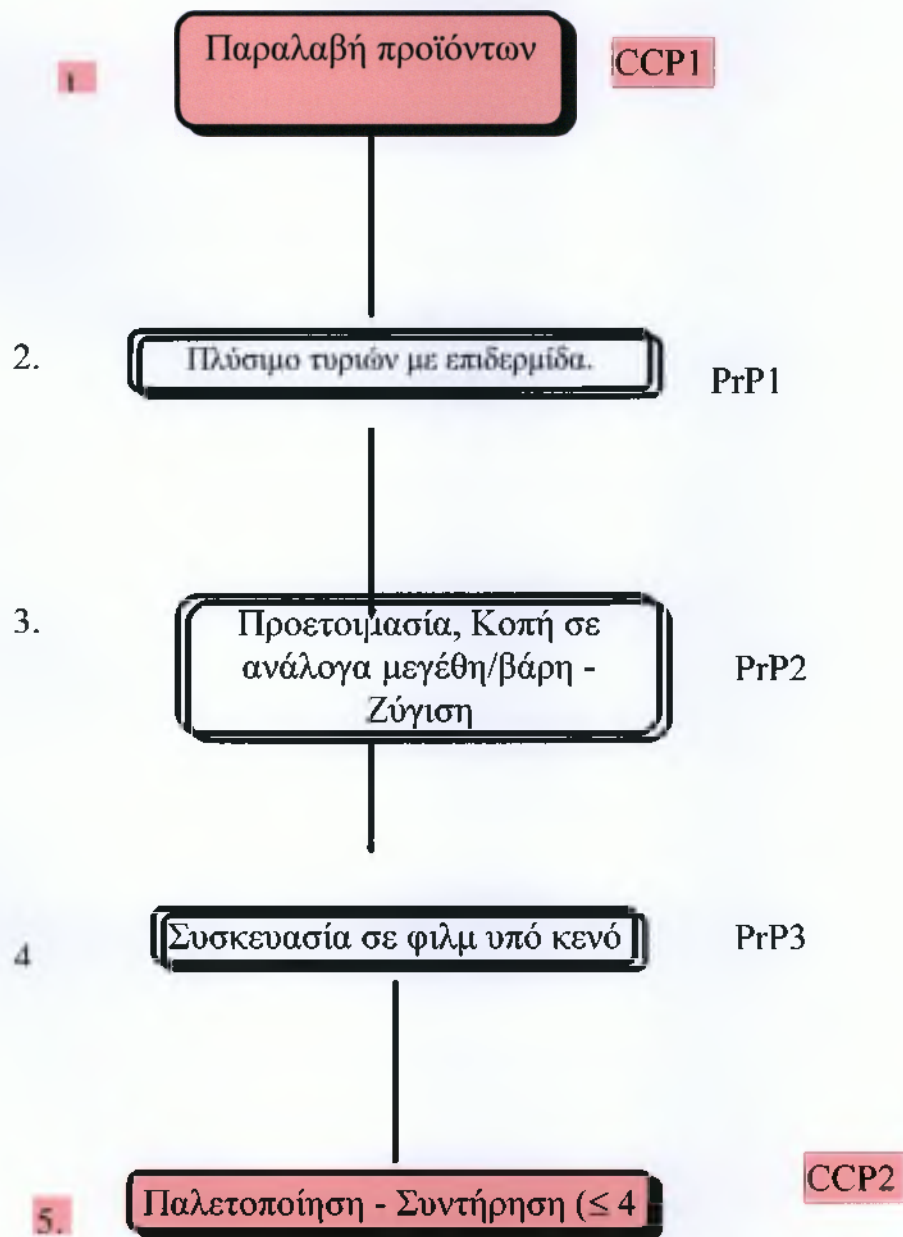 1 Παραλαβή προϊόντων CCP1
2. Πλύσιμο τυριών με επιδερμίδα. PrP1
3. Προετοιμασία, Κοπή σε
ανάλογα μεγέθη/βάρη -
Ζύγιση PrP2
4 Συσκευασία σε φιλμ υπό κενό PrP3
5. Παλετοποίηση - Συντήρηση (≤ 4 CCP2